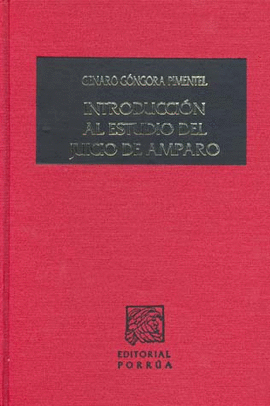 GENARO GÓNGORA PIMENTEL
INTRODUCCIÓN
AL ESTUDIO DEL
JUICIO DE AMPARO
EDITORIAL
PORRÚA